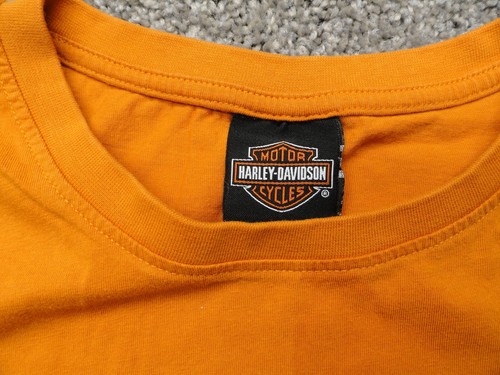 MOTOR
HARLEY-DAVIDSON
CYCLES
®